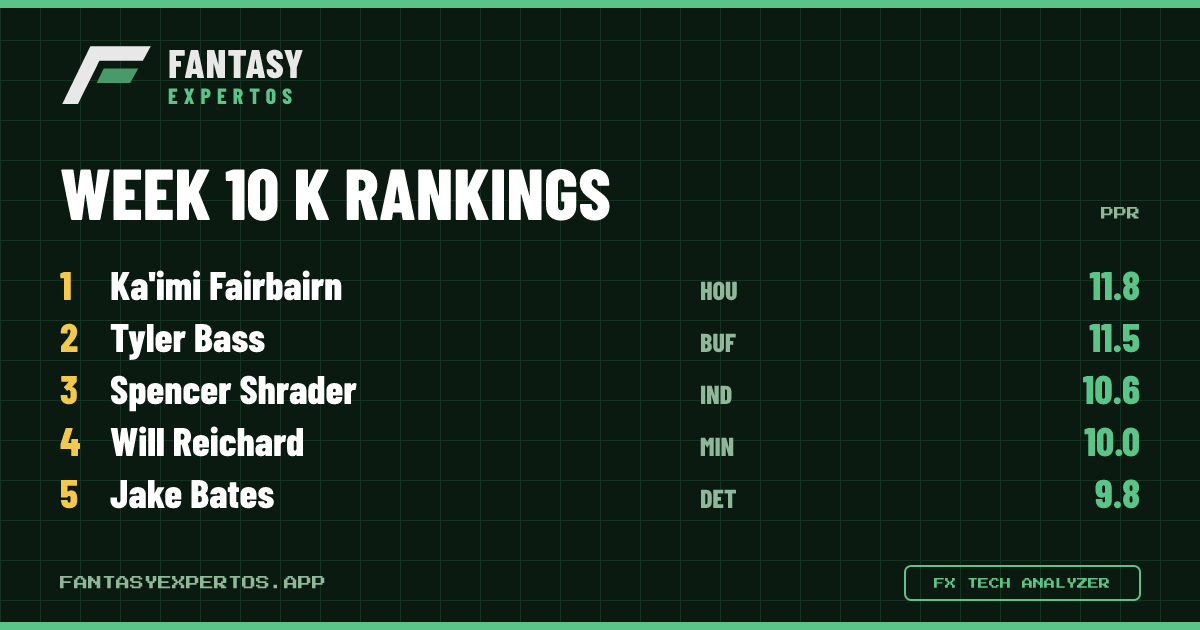 FANTASY
EXPERTOS
WEEK 10 K RANKINGS
PPR
1 Ka'imi Fairbairn HOU 11.8
2 Tyler Bass BUF 11.5
3 Spencer Shrader IND 10.6
4 Will Reichard MIN 10.0
5 Jake Bates DET 9.8
FANTASYEXPERTOS.APP
FX TECH ANALYZER